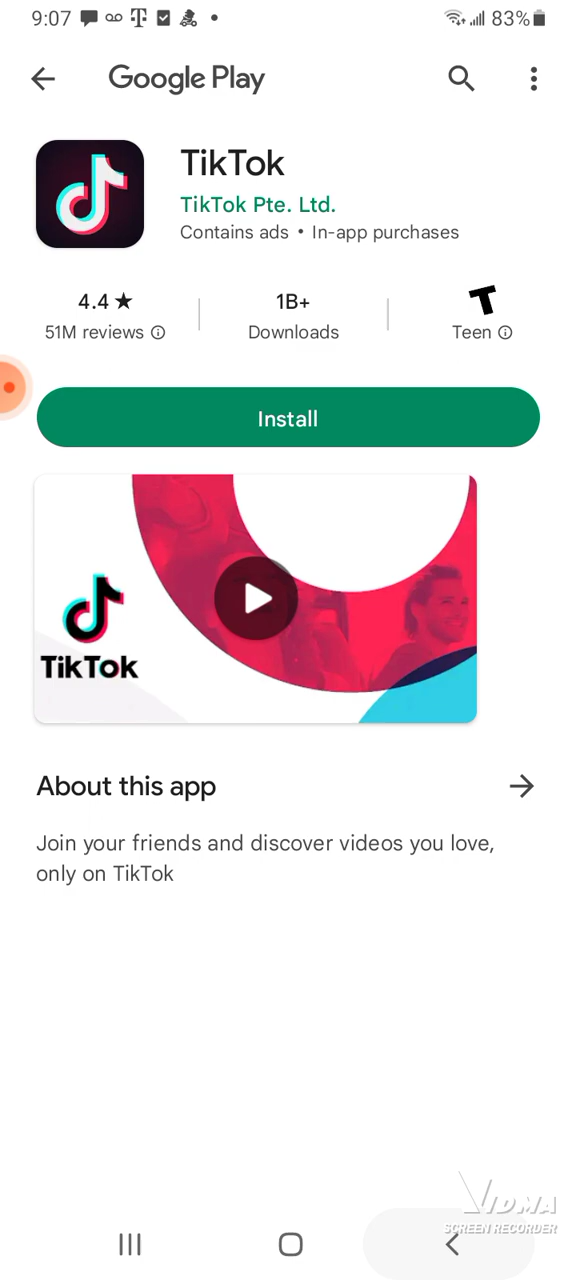 9:07 83%
Google Play
TikTok
TikTok Pte. Ltd.
Contains ads • In-app purchases
4.4 ★ 1B+ T
51M reviews Downloads Teen
Install
TikTok
About this app
Join your friends and discover videos you love,
only on TikTok
VIDMA
SCREEN RECORDER